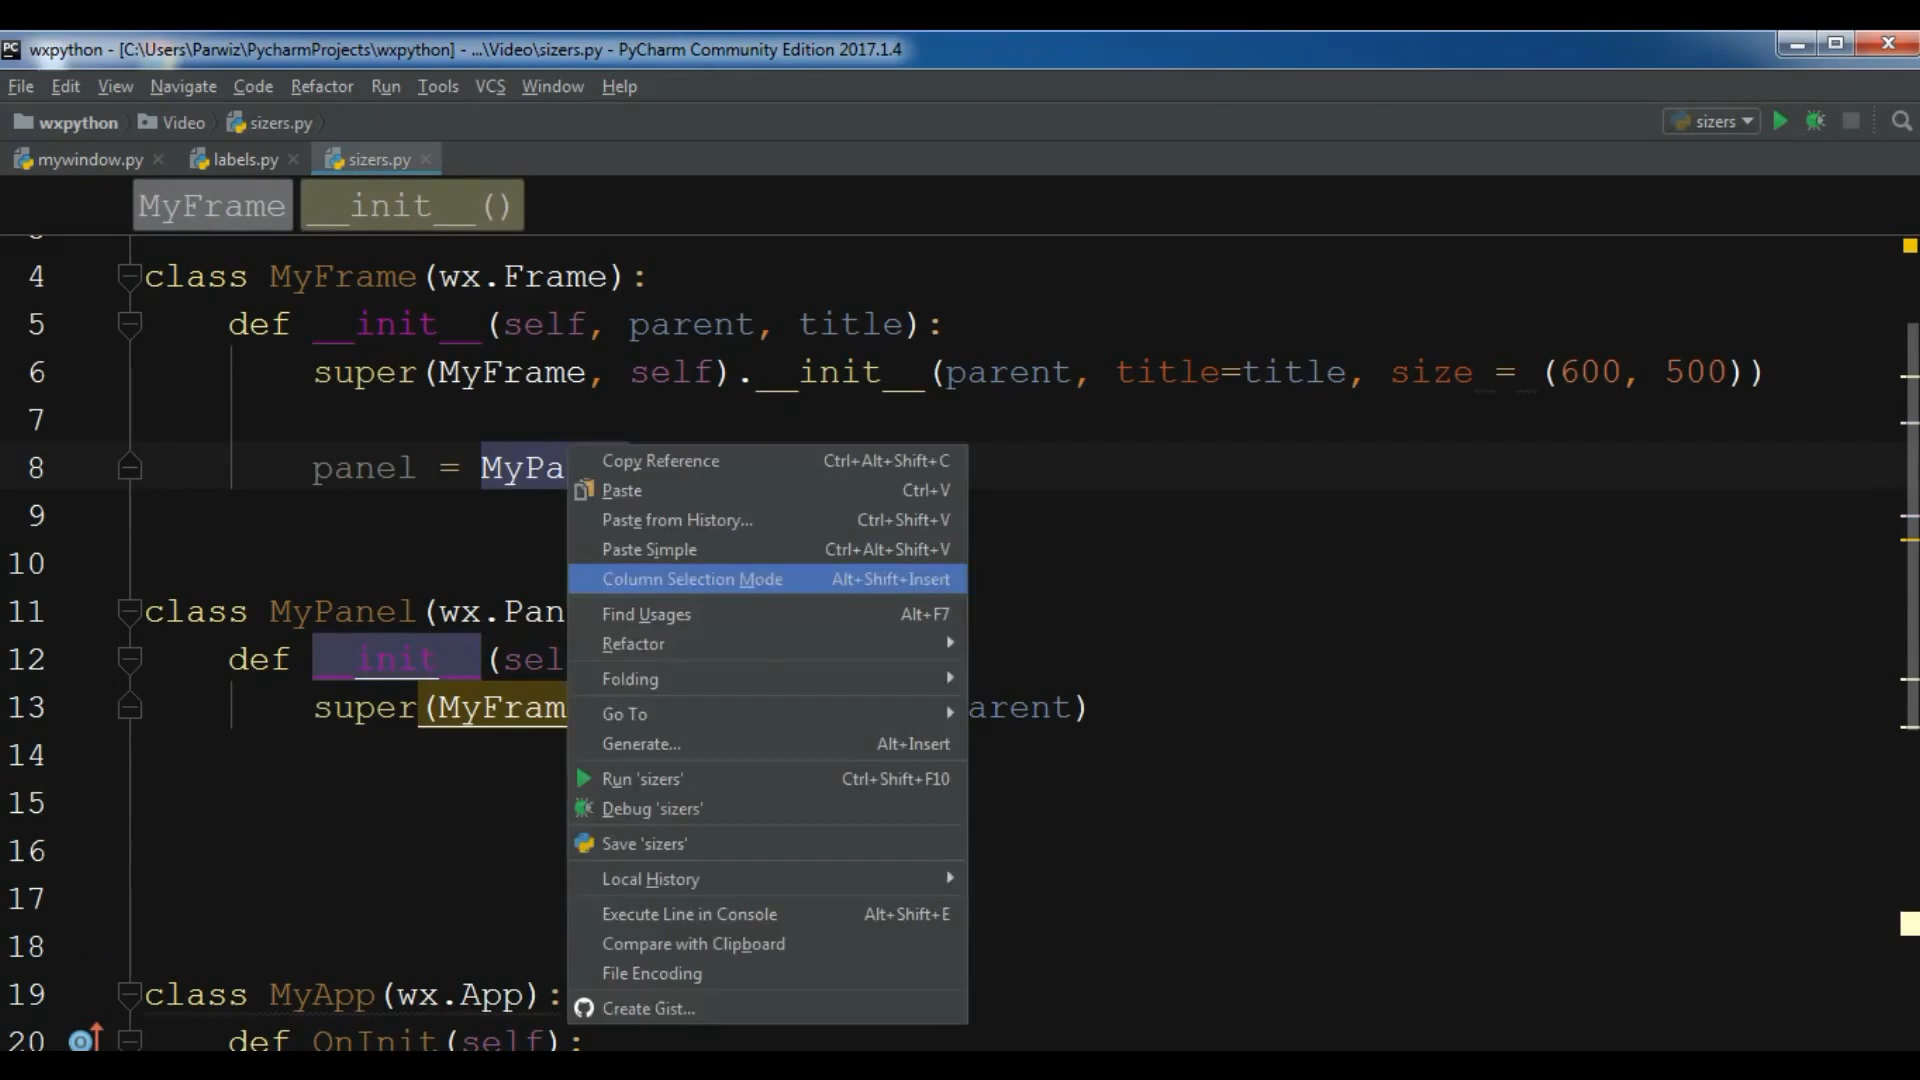 PC wxpython - [C:\Users\Parwiz\PycharmProjects\wxpython] - ...\Video\sizers.py - PyCharm Community Edition 2017.1.4
File Edit View Navigate Code Refactor Run Tools VCS Window Help
wxpython Video sizers.py sizers
mywindow.py labels.py sizers.py
MyFrame __init__()
4 class MyFrame(wx.Frame):
5 def __init__(self, parent, title):
6 super(MyFrame, self).__init__(parent, title=title, size = (600, 500))
7
8 panel = MyPa
9
10
11 class MyPanel(wx.Pan
12 def __init__(sel
13 super(MyFram arent)
14
15
16
17
18
19 class MyApp(wx.App):
20 def OnInit(self):
Copy Reference Ctrl+Alt+Shift+C
Paste Ctrl+V
Paste from History... Ctrl+Shift+V
Paste Simple Ctrl+Alt+Shift+V
Column Selection Mode Alt+Shift+Insert
Find Usages Alt+F7
Refactor
Folding
Go To
Generate... Alt+Insert
Run 'sizers' Ctrl+Shift+F10
Debug 'sizers'
Save 'sizers'
Local History
Execute Line in Console Alt+Shift+E
Compare with Clipboard
File Encoding
Create Gist...